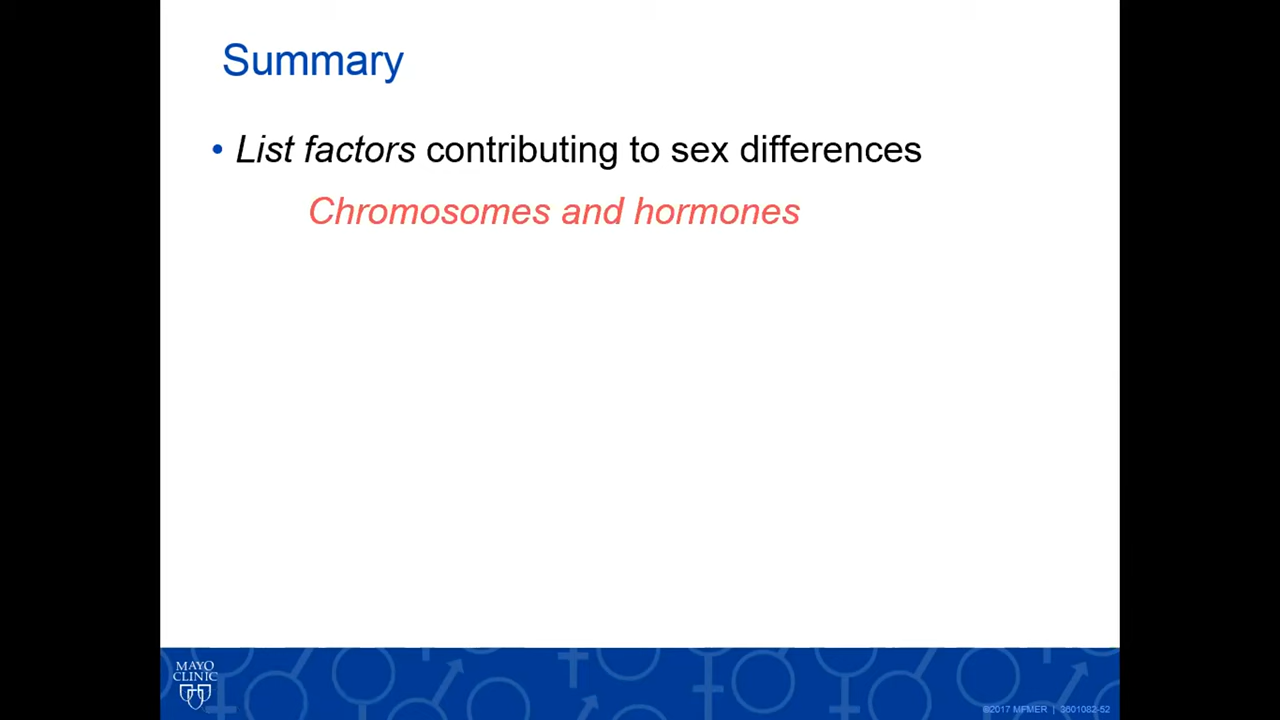 Summary
• List factors contributing to sex differences
Chromosomes and hormones
MAYO
CLINIC
©2017 MFMER | 3601082-52